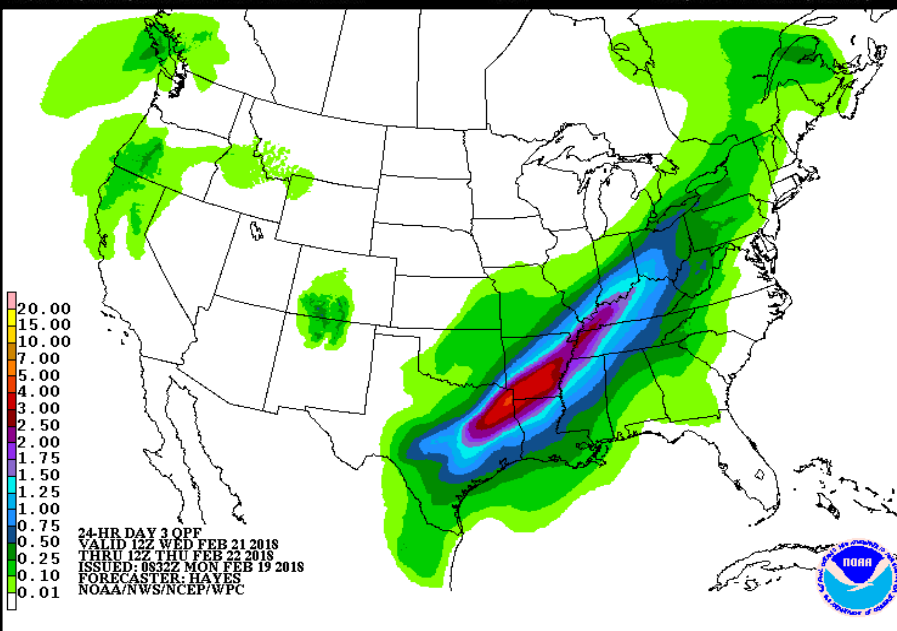 20.00
15.00
10.00
7.00
5.00
4.00
3.00
2.50
2.00
1.75
1.50
1.25
1.00
0.75
0.50
0.25
0.10
0.01
24-HR DAY 3 QPF
VALID 12Z WED FEB 21 2018
THRU 12Z THU FEB 22 2018
ISSUED: 0832Z MON FEB 19 2018
FORECASTER: HAYES
NOAA/NWS/NCEP/WPC
NOAA